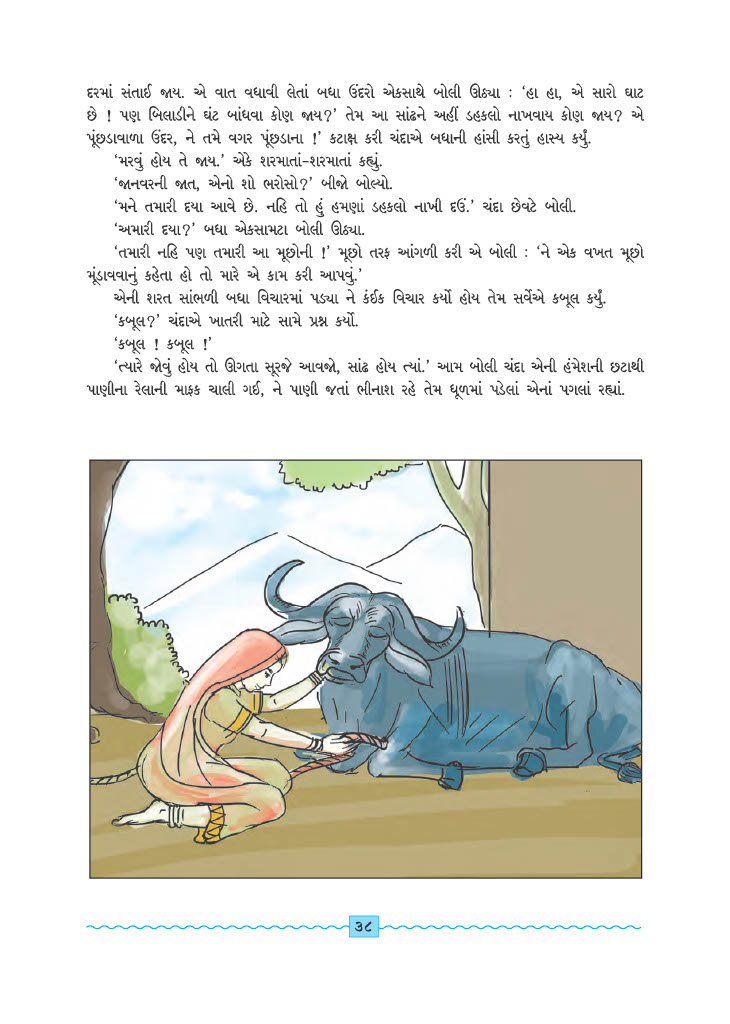 દરમાં સંતાઈ જાય. એ વાત વધાવી લેતાં બધા ઉંદરો એકસાથે બોલી ઊઠ્યા : ‘હા હા, એ સારો ઘાટ
છે ! પણ બિલાડીને ઘંટ બાંધવા કોણ જાય?’ તેમ આ સાંઢને અહીં ડહકલો નાખવાય કોણ જાય? એ
પૂંછડાવાળા ઉંદર, ને તમે વગર પૂંછડાના !’ કટાક્ષ કરી ચંદાએ બધાની હાંસી કરતું હાસ્ય કર્યું.
‘મરવું હોય તે જાય.’ એકે શરમાતાં-શરમાતાં કહ્યું.
‘જાનવરની જાત, એનો શો ભરોસો?’ બીજો બોલ્યો.
‘મને તમારી દયા આવે છે. નહિ તો હું હમણાં ડહકલો નાખી દઉં.’ ચંદા છેવટે બોલી.
‘અમારી દયા?’ બધા એકસામટા બોલી ઊઠ્યા.
‘તમારી નહિ પણ તમારી આ મૂછોની !’ મૂછો તરફ આંગળી કરી એ બોલી : ‘ને એક વખત મૂછો
મૂંડાવવાનું કહેતા હો તો મારે એ કામ કરી આપવું.’
એની શરત સાંભળી બધા વિચારમાં પડ્યા ને કંઈક વિચાર કર્યો હોય તેમ સર્વેએ કબૂલ કર્યું.
‘કબૂલ?’ ચંદાએ ખાતરી માટે સામે પ્રશ્ન કર્યો.
‘કબૂલ ! કબૂલ !’
‘ત્યારે જોવું હોય તો ઊગતા સૂરજે આવજો, સાંઢ હોય ત્યાં.’ આમ બોલી ચંદા એની હંમેશની છટાથી
પાણીના રેલાની માફક ચાલી ગઈ, ને પાણી જતાં ભીનાશ રહે તેમ ધૂળમાં પડેલાં એનાં પગલાં રહ્યાં.
૩૮